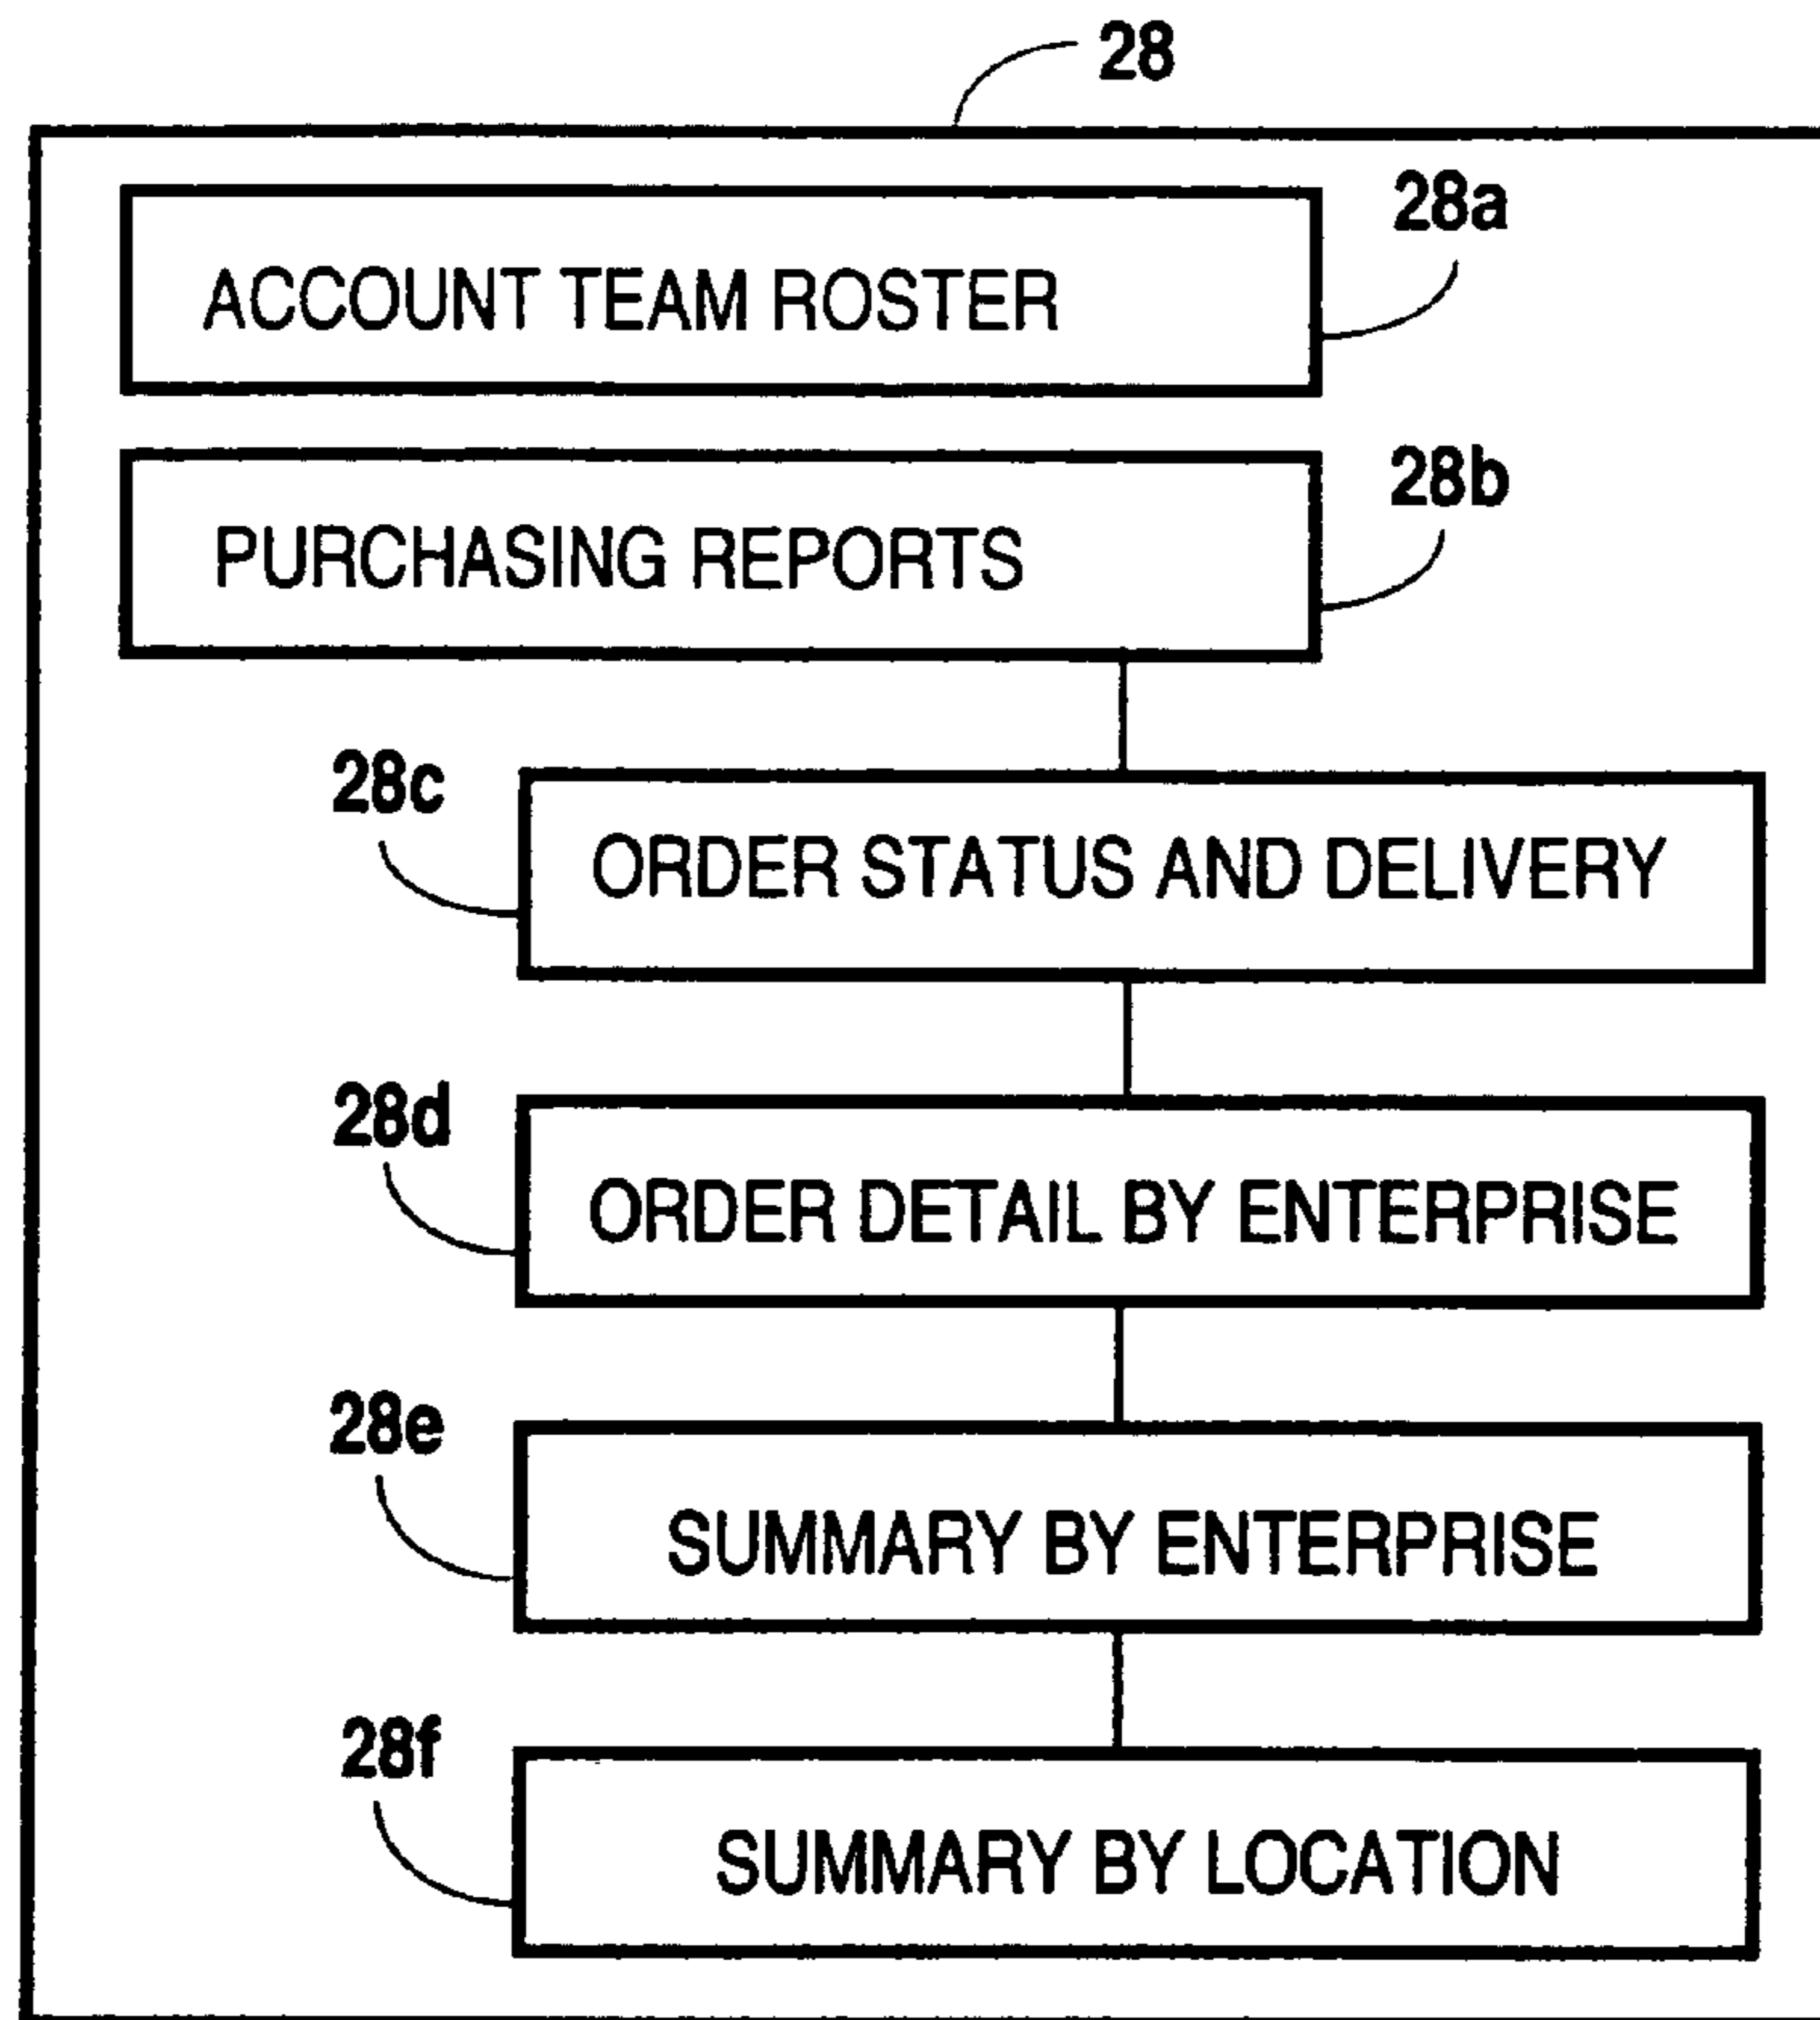 28
28a
ACCOUNT TEAM ROSTER
28b
PURCHASING REPORTS
28c
ORDER STATUS AND DELIVERY
28d
ORDER DETAIL BY ENTERPRISE
28e
SUMMARY BY ENTERPRISE
28f
SUMMARY BY LOCATION